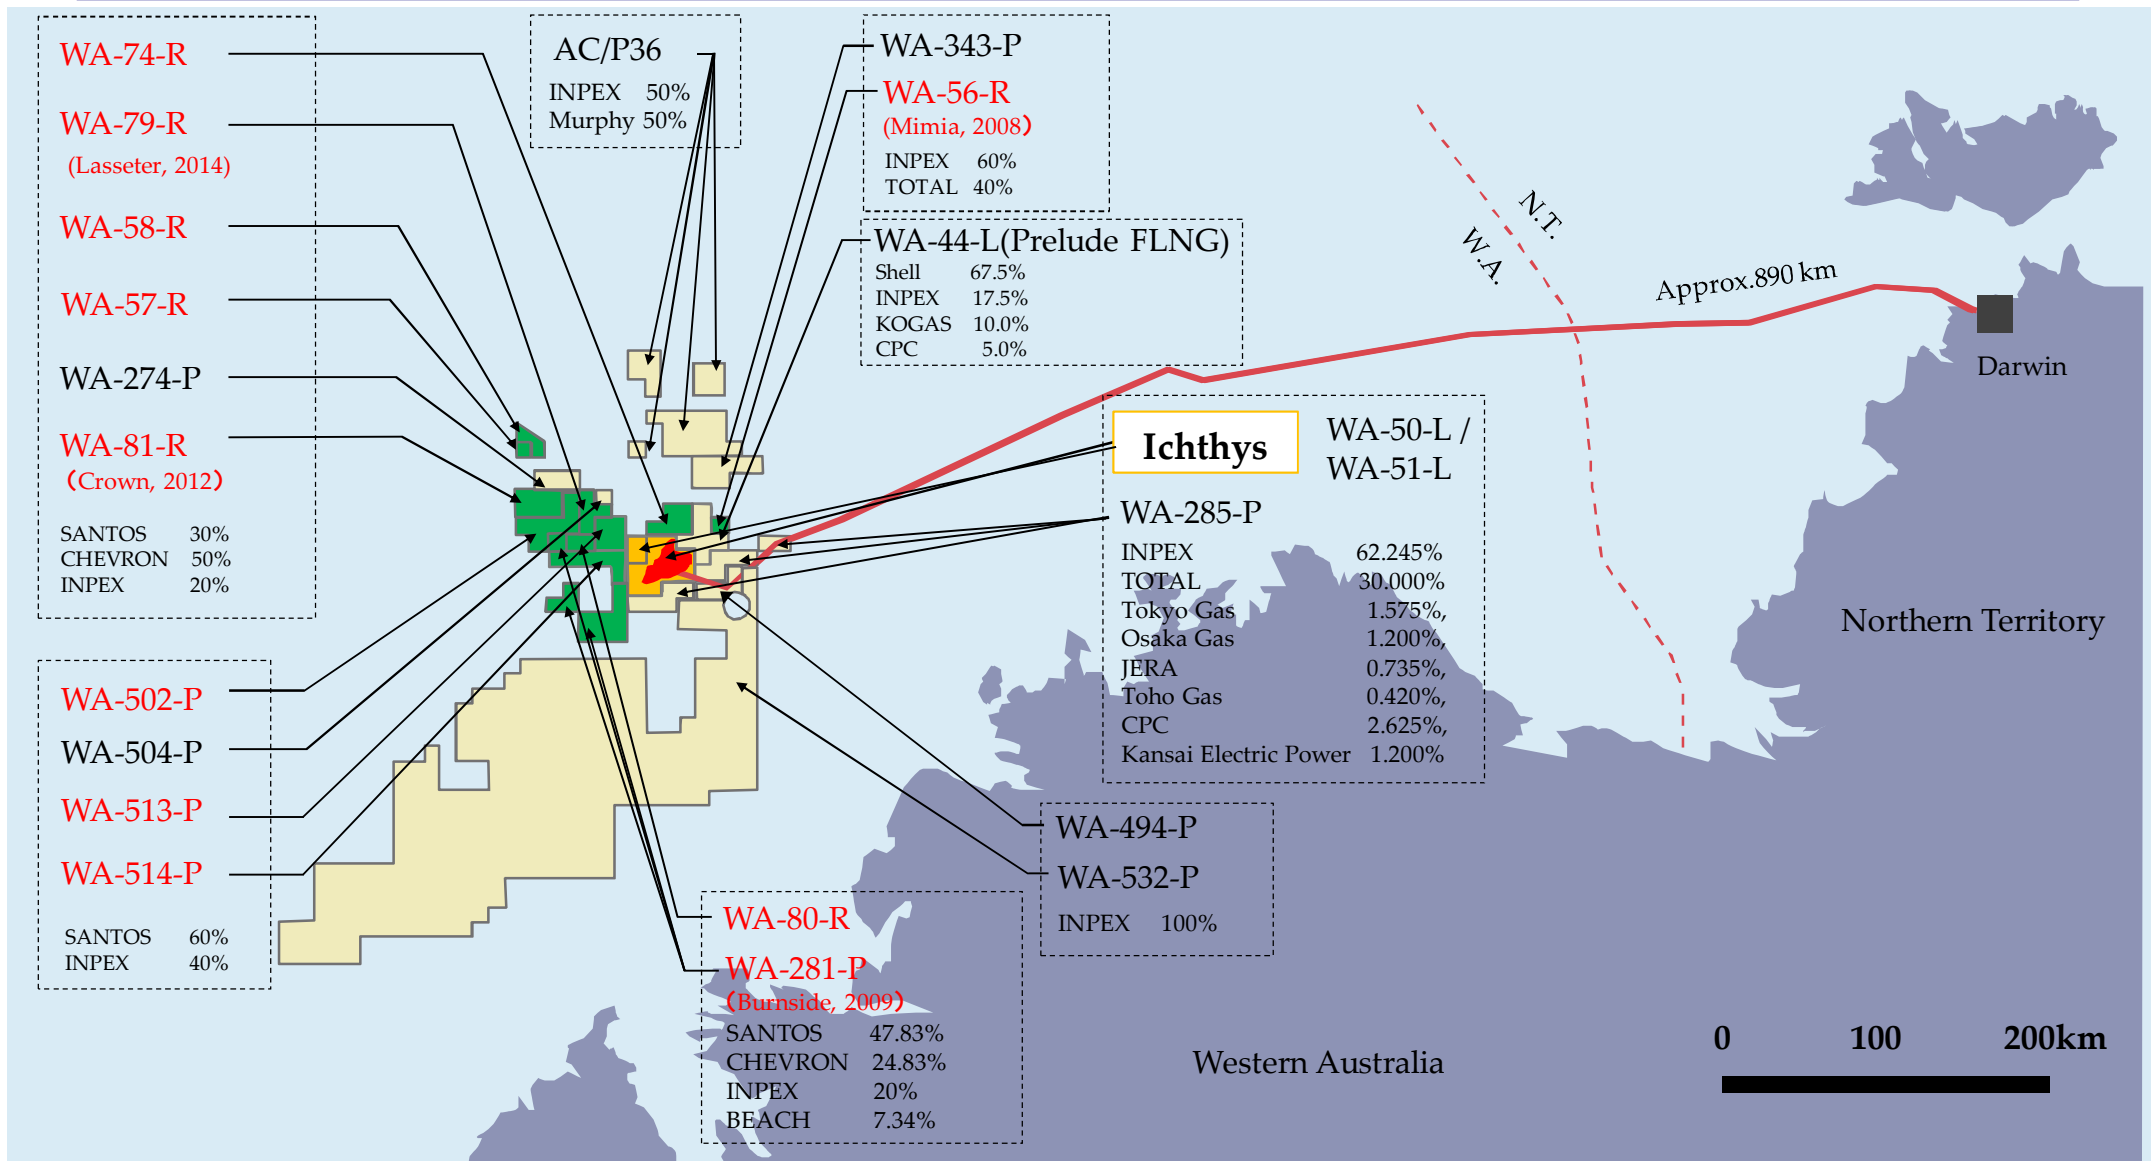 WA-74-R
WA-79-R
(Lasseter, 2014)
WA-58-R
WA-57-R
WA-274-P
WA-81-R
(Crown, 2012)
SANTOS 30%
CHEVRON 50%
INPEX 20%
WA-502-P
WA-504-P
WA-513-P
WA-514-P
SANTOS 60%
INPEX 40%
AC/P36
INPEX 50%
Murphy 50%
WA-343-P
WA-56-R
(Mimia, 2008)
INPEX 60%
TOTAL 40%
WA-44-L(Prelude FLNG)
Shell 67.5%
INPEX 17.5%
KOGAS 10.0%
CPC 5.0%
Ichthys
WA-50-L /
WA-51-L
WA-285-P
INPEX 62.245%
TOTAL 30.000%
Tokyo Gas 1.575%,
Osaka Gas 1.200%,
JERA 0.735%,
Toho Gas 0.420%,
CPC 2.625%,
Kansai Electric Power 1.200%
WA-494-P
WA-532-P
INPEX 100%
WA-80-R
WA-281-P
(Burnside, 2009)
SANTOS 47.83%
CHEVRON 24.83%
INPEX 20%
BEACH 7.34%
N.T.
W.A.
Approx.890 km
Darwin
Northern Territory
Western Australia
0 100 200km